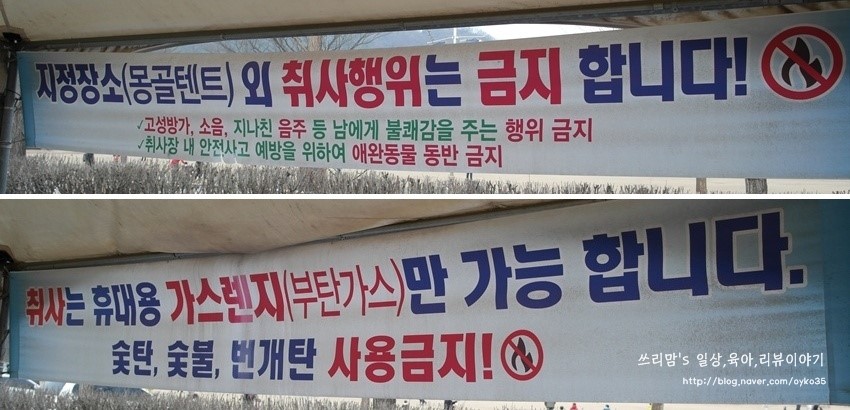 지정장소(몽골텐트) 외 취사행위는 금지 합니다!
✓고성방가, 소음, 지나친 음주 등 남에게 불쾌감을 주는 행위 금지
✓취사장 내 안전사고 예방을 위하여 애완동물 동반 금지
취사는 휴대용 가스렌지(부탄가스)만 가능 합니다.
숯탄, 숯불, 번개탄 사용금지!
쓰리맘's 일상,육아,리뷰이야기
http://blog.naver.com/oyko35